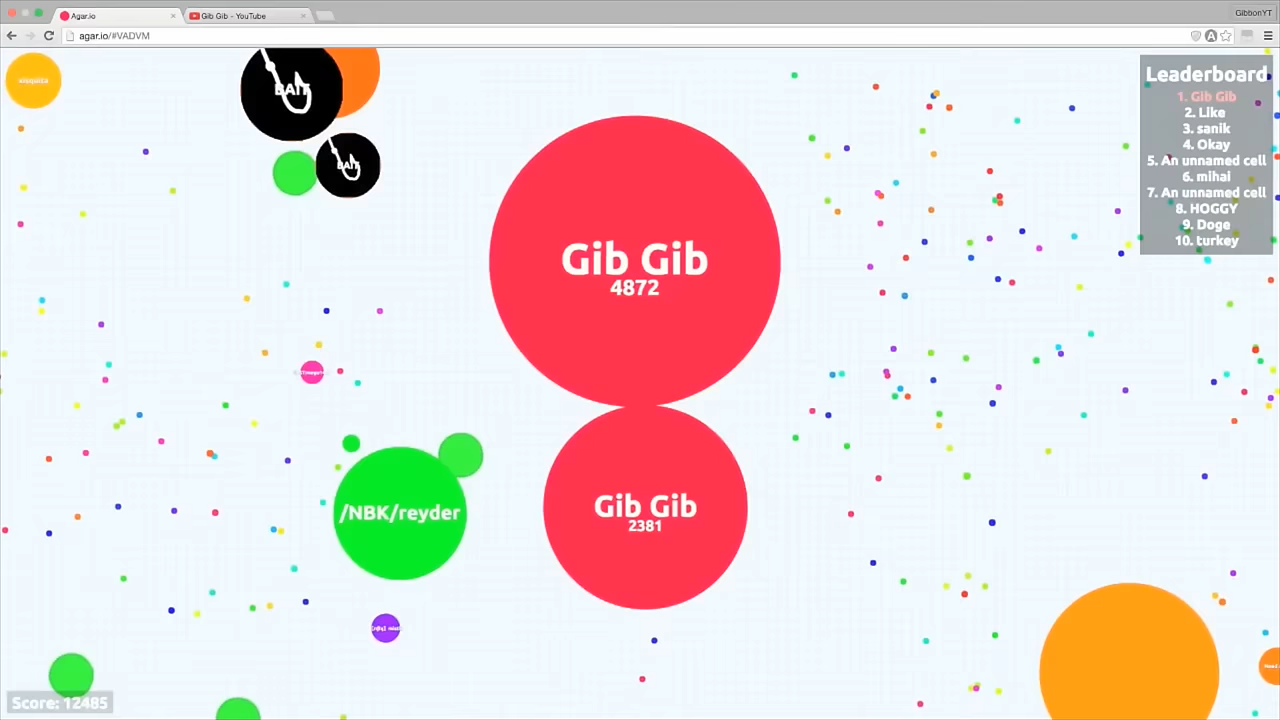 Agar.io
Gib Gib - YouTube
GibbonYT
agar.io/#VADVM
BAIT
BAIT
Leaderboard
1. Gib Gib
2. Like
3. sanik
4. Okay
5. An unnamed cell
6. mihai
7. An unnamed cell
8. HOGGY
9. Doge
10. turkey
Gib Gib
4872
/NBK/reyder
Gib Gib
2381
Score: 12485